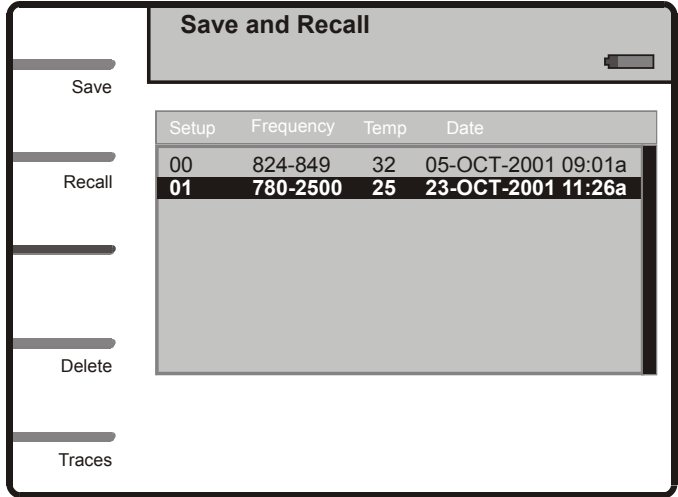 Save and Recall
Save
Setup Frequency Temp Date
00 824-849 32 05-OCT-2001 09:01a
01 780-2500 25 23-OCT-2001 11:26a
Recall
Delete
Traces